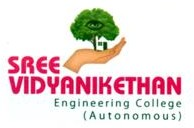 SREE
VIDYANIKETHAN
Engineering College
(Autonomous)